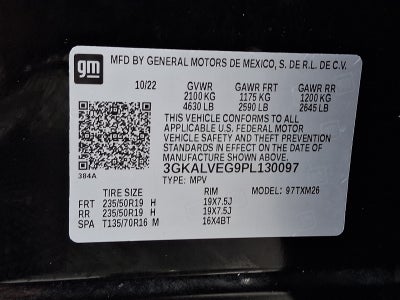 gm
MFD BY GENERAL MOTORS DE MEXICO, S. DE R.L. DE C.V.
10/22 GVWR GAWR FRT GAWR RR
2100 KG 1175 KG 1200 KG
4630 LB 2590 LB 2645 LB
THIS VEHICLE CONFORMS TO ALL
APPLICABLE U.S. FEDERAL MOTOR
VEHICLE SAFETY AND THEFT PREVENTION
STANDARDS IN EFFECT ON THE DATE OF
MANUFACTURE SHOWN ABOVE.
3GKALVEG9PL130097
384A
TYPE: MPV
TIRE SIZE RIM MODEL: 97TXM26
FRT 235/50R19 H 19X7.5J
RR 235/50R19 H 19X7.5J
SPA T135/70R16 M 16X4BT